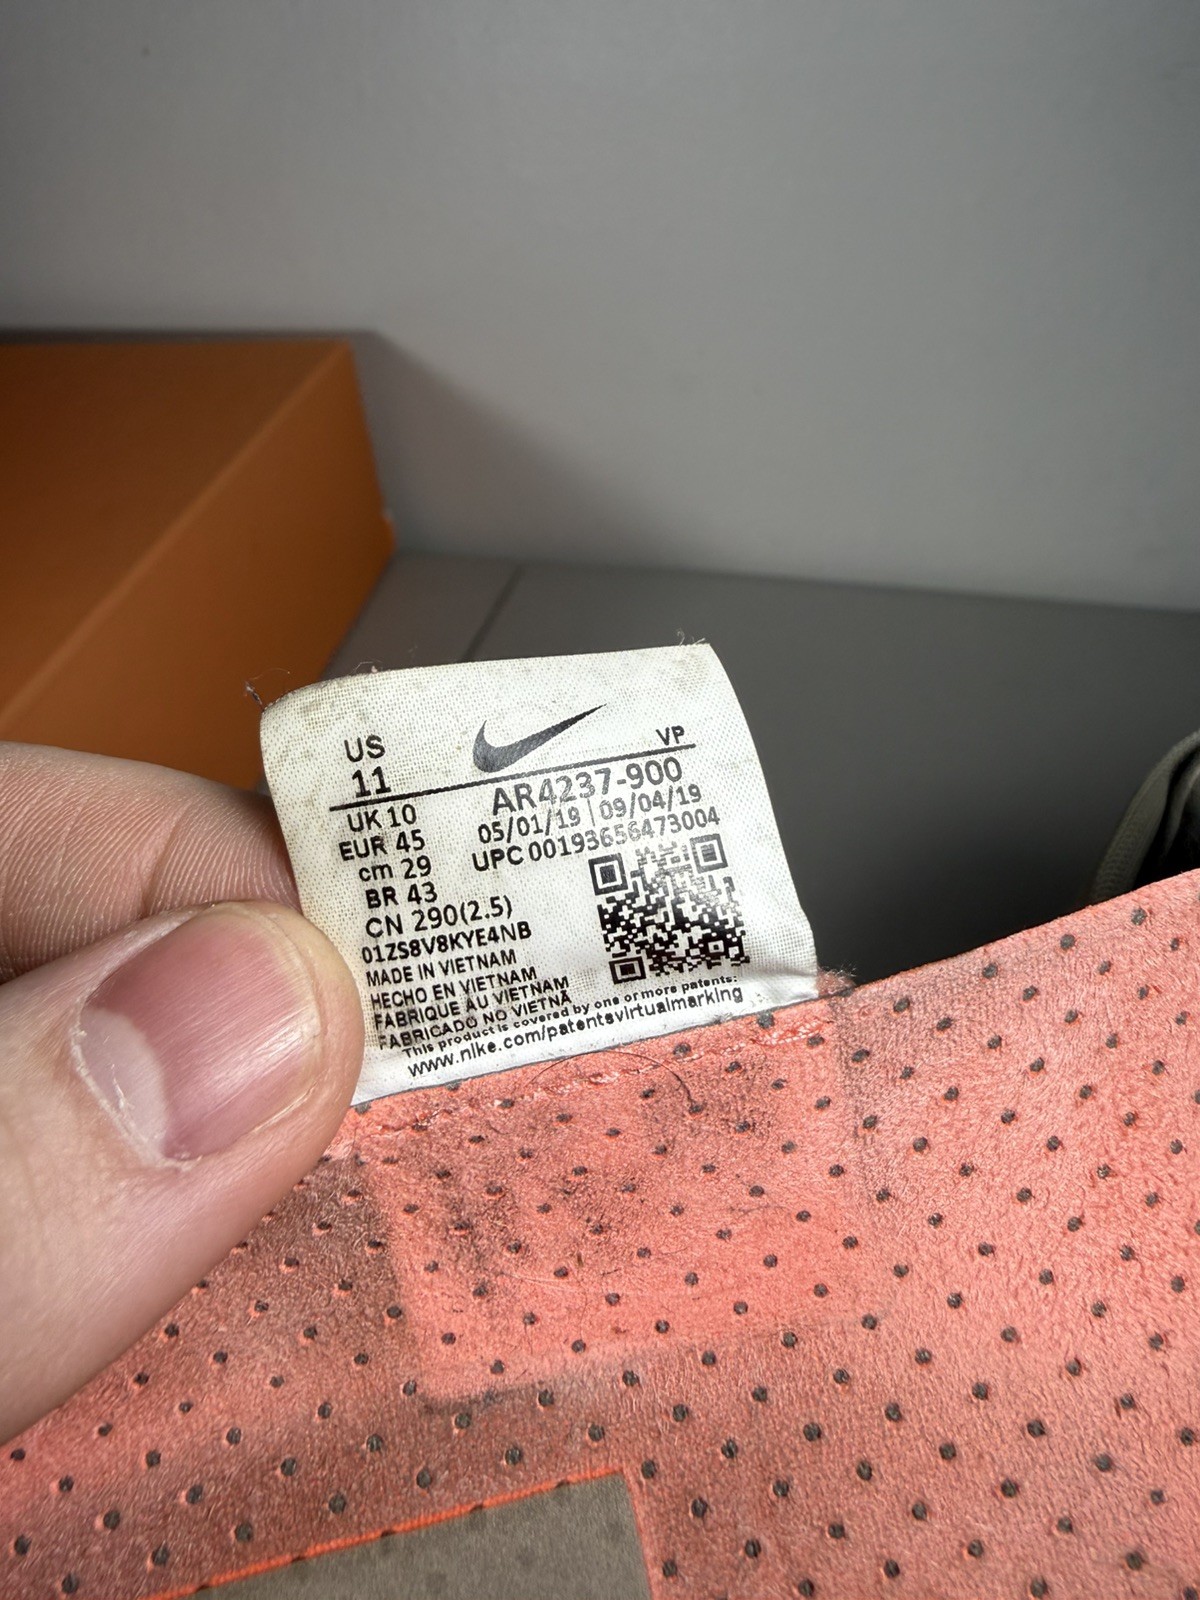 US
11
VP
AR4237-900
UK 10
05/01/19 | 09/04/19
EUR 45
UPC 00193656473004
cm 29
BR 43
CN 290(2.5)
01ZS8V8KYE4NB
MADE IN VIETNAM
HECHO EN VIETNAM
FABRIQUE AU VIETNAM
FABRICADO NO VIETNÃ
This product is covered by one or more patents:
www.nike.com/patentsvirtualmarking